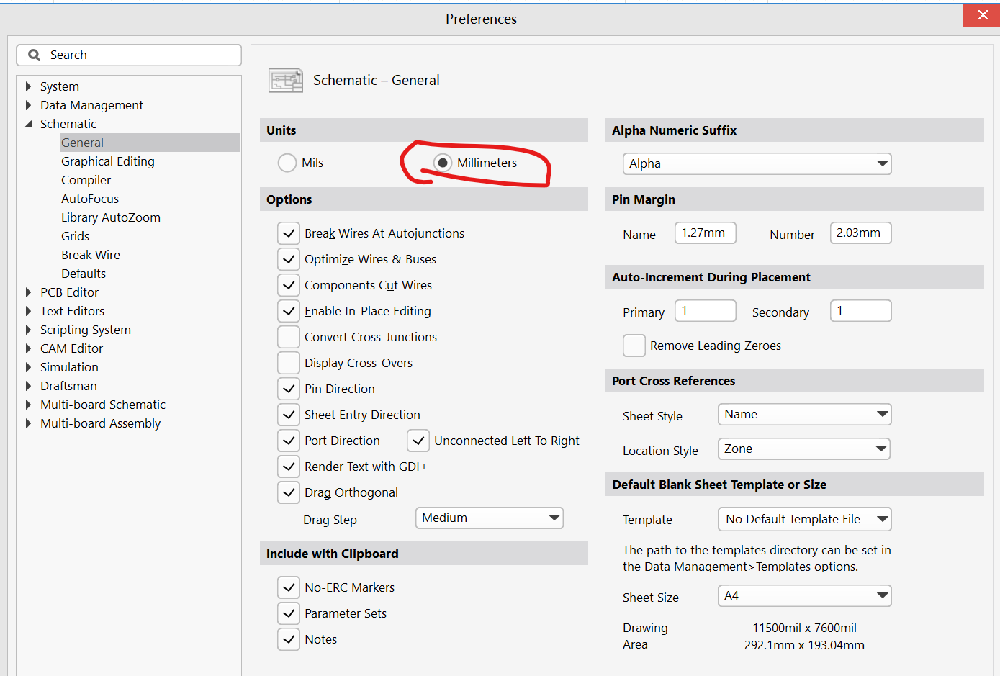 Preferences
Search
System
Data Management
Schematic
General
Graphical Editing
Compiler
AutoFocus
Library AutoZoom
Grids
Break Wire
Defaults
PCB Editor
Text Editors
Scripting System
CAM Editor
Simulation
Draftsman
Multi-board Schematic
Multi-board Assembly
Schematic – General
Units
Mils Millimeters
Options
Break Wires At Autojunctions
Optimize Wires & Buses
Components Cut Wires
Enable In-Place Editing
Convert Cross-Junctions
Display Cross-Overs
Pin Direction
Sheet Entry Direction
Port Direction Unconnected Left To Right
Render Text with GDI+
Drag Orthogonal
Drag Step Medium
Include with Clipboard
No-ERC Markers
Parameter Sets
Notes
Alpha Numeric Suffix
Alpha
Pin Margin
Name 1.27mm Number 2.03mm
Auto-Increment During Placement
Primary 1 Secondary 1
Remove Leading Zeroes
Port Cross References
Sheet Style Name
Location Style Zone
Default Blank Sheet Template or Size
Template No Default Template File
The path to the templates directory can be set in
the Data Management>Templates options.
Sheet Size A4
Drawing 11500mil x 7600mil
Area 292.1mm x 193.04mm